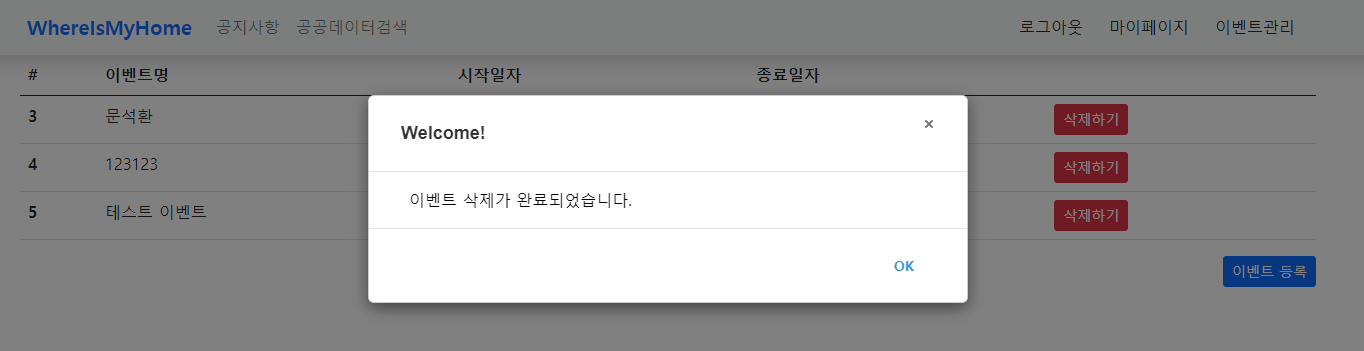 WhereIsMyHome 공지사항 공공데이터검색 로그아웃 마이페이지 이벤트관리
# 이벤트명 시작일자 종료일자
3 문석환 삭제하기
4 123123 삭제하기
5 테스트 이벤트 삭제하기
이벤트 등록
Welcome! ×
이벤트 삭제가 완료되었습니다.
OK